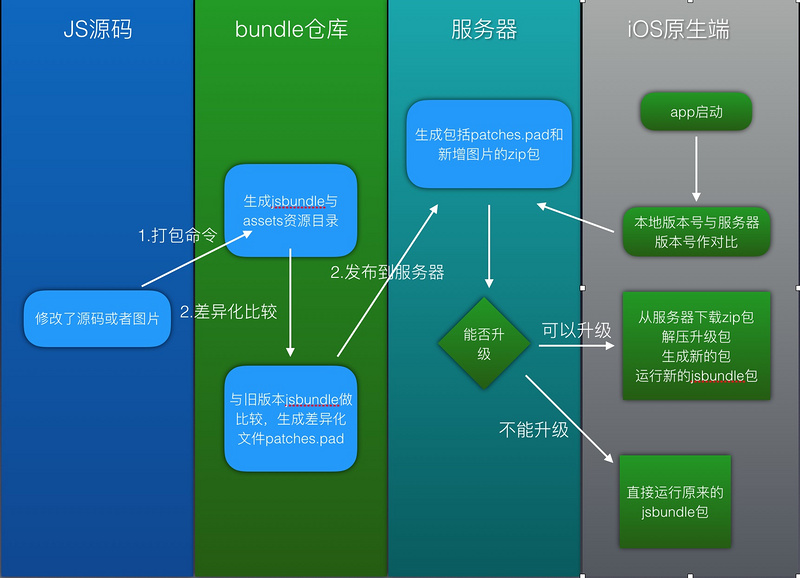 JS源码
bundle仓库
服务器
iOS原生端
app启动
生成包括patches.pad和
新增图片的zip包
生成jsbundle与
assets资源目录
本地版本号与服务器
版本号作对比
1.打包命令
2.发布到服务器
修改了源码或者图片
2.差异化比较
能否升
级
可以升级
从服务器下载zip包
解压升级包
生成新的包
运行新的jsbundle包
与旧版本jsbundle做
比较，生成差异化
文件patches.pad
不能升级
直接运行原来的
jsbundle包